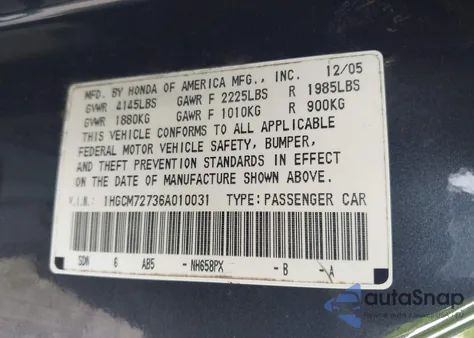 MFD. BY HONDA OF AMERICA MFG., INC. 12/05
GVWR 4145LBS GAWR F 2225LBS R 1985LBS
GVWR 1880KG GAWR F 1010KG R 900KG
THIS VEHICLE CONFORMS TO ALL APPLICABLE
FEDERAL MOTOR VEHICLE SAFETY, BUMPER,
AND THEFT PREVENTION STANDARDS IN EFFECT
ON THE DATE OF MANUFACTURE SHOWN ABOVE.
V.I.N.: 1HGCM72736A010031 TYPE: PASSENGER CAR
SDN 6 AB5 -NH658PX -B -A
autoSnap